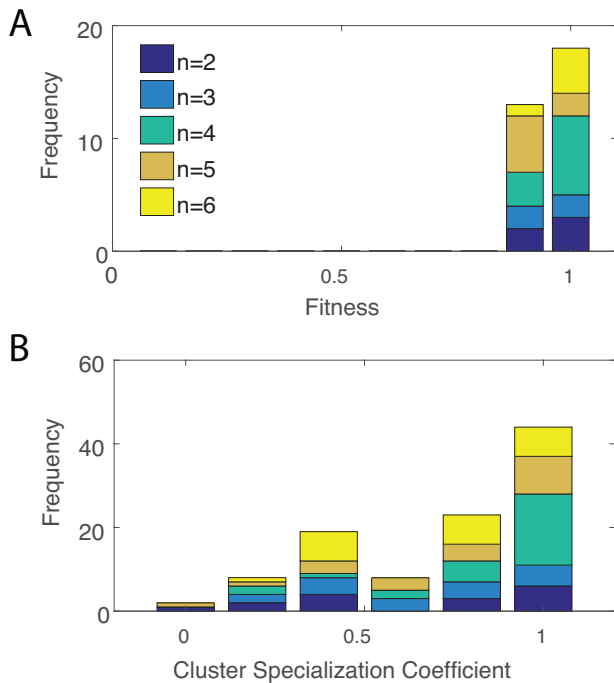 A
20
10
0
Frequency
n=2
n=3
n=4
n=5
n=6
0
0.5
1
Fitness
B
60
40
20
0
Frequency
0
0.5
1
Cluster Specialization Coefficient